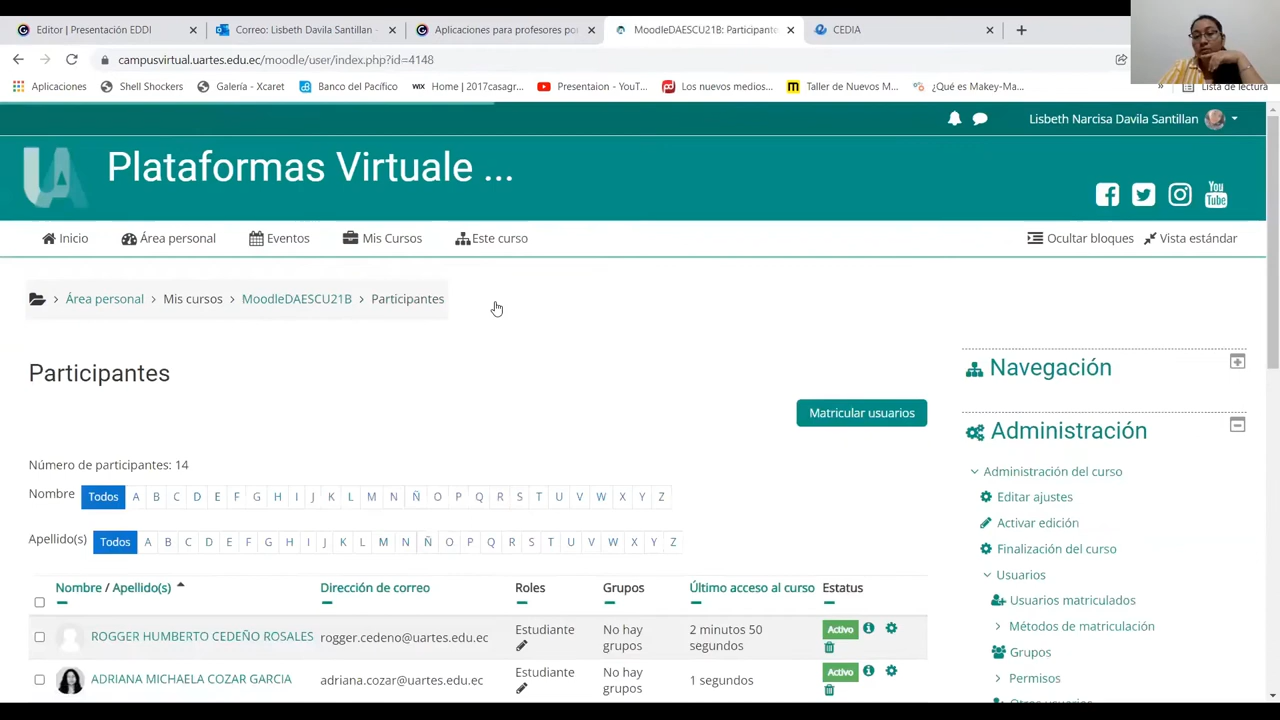 Editor | Presentación EDDI
Correo: Lisbeth Davila Santillan -
Aplicaciones para profesores po
MoodleDAESCU21B: Participante
CEDIA
campusvirtual.uartes.edu.ec/moodle/user/index.php?id=4148
Aplicaciones
Shell Shockers
Galería - Xcaret
Banco del Pacífico
WIX Home | 2017casagr...
Presentaion - YouT...
Los nuevos medios...
Taller de Nuevos M...
¿Qué es Makey-Ma...
»
Lista de lectura
Lisbeth Narcisa Davila Santillan
UA
Plataformas Virtuale ...
You
Tube
Inicio
Área personal
Eventos
Mis Cursos
Este curso
Ocultar bloques
Vista estándar
Área personal > Mis cursos > MoodleDAESCU21B > Participantes
Participantes
Navegación
Matricular usuarios
Administración
Número de participantes: 14
Administración del curso
Nombre Todos A B C D E F G H I J K L M N Ñ O P Q R S T U V W X Y Z
Editar ajustes
Activar edición
Apellido(s) Todos A B C D E F G H I J K L M N Ñ O P Q R S T U V W X Y Z
Finalización del curso
Usuarios
Nombre / Apellido(s) Dirección de correo Roles Grupos Último acceso al curso Estatus
Usuarios matriculados
Métodos de matriculación
ROGGER HUMBERTO CEDEÑO ROSALES rogger.cedeno@uartes.edu.ec Estudiante No hay grupos 2 minutos 50 segundos Activo
Grupos
ADRIANA MICHAELA COZAR GARCIA adriana.cozar@uartes.edu.ec Estudiante No hay grupos 1 segundos Activo
Permisos